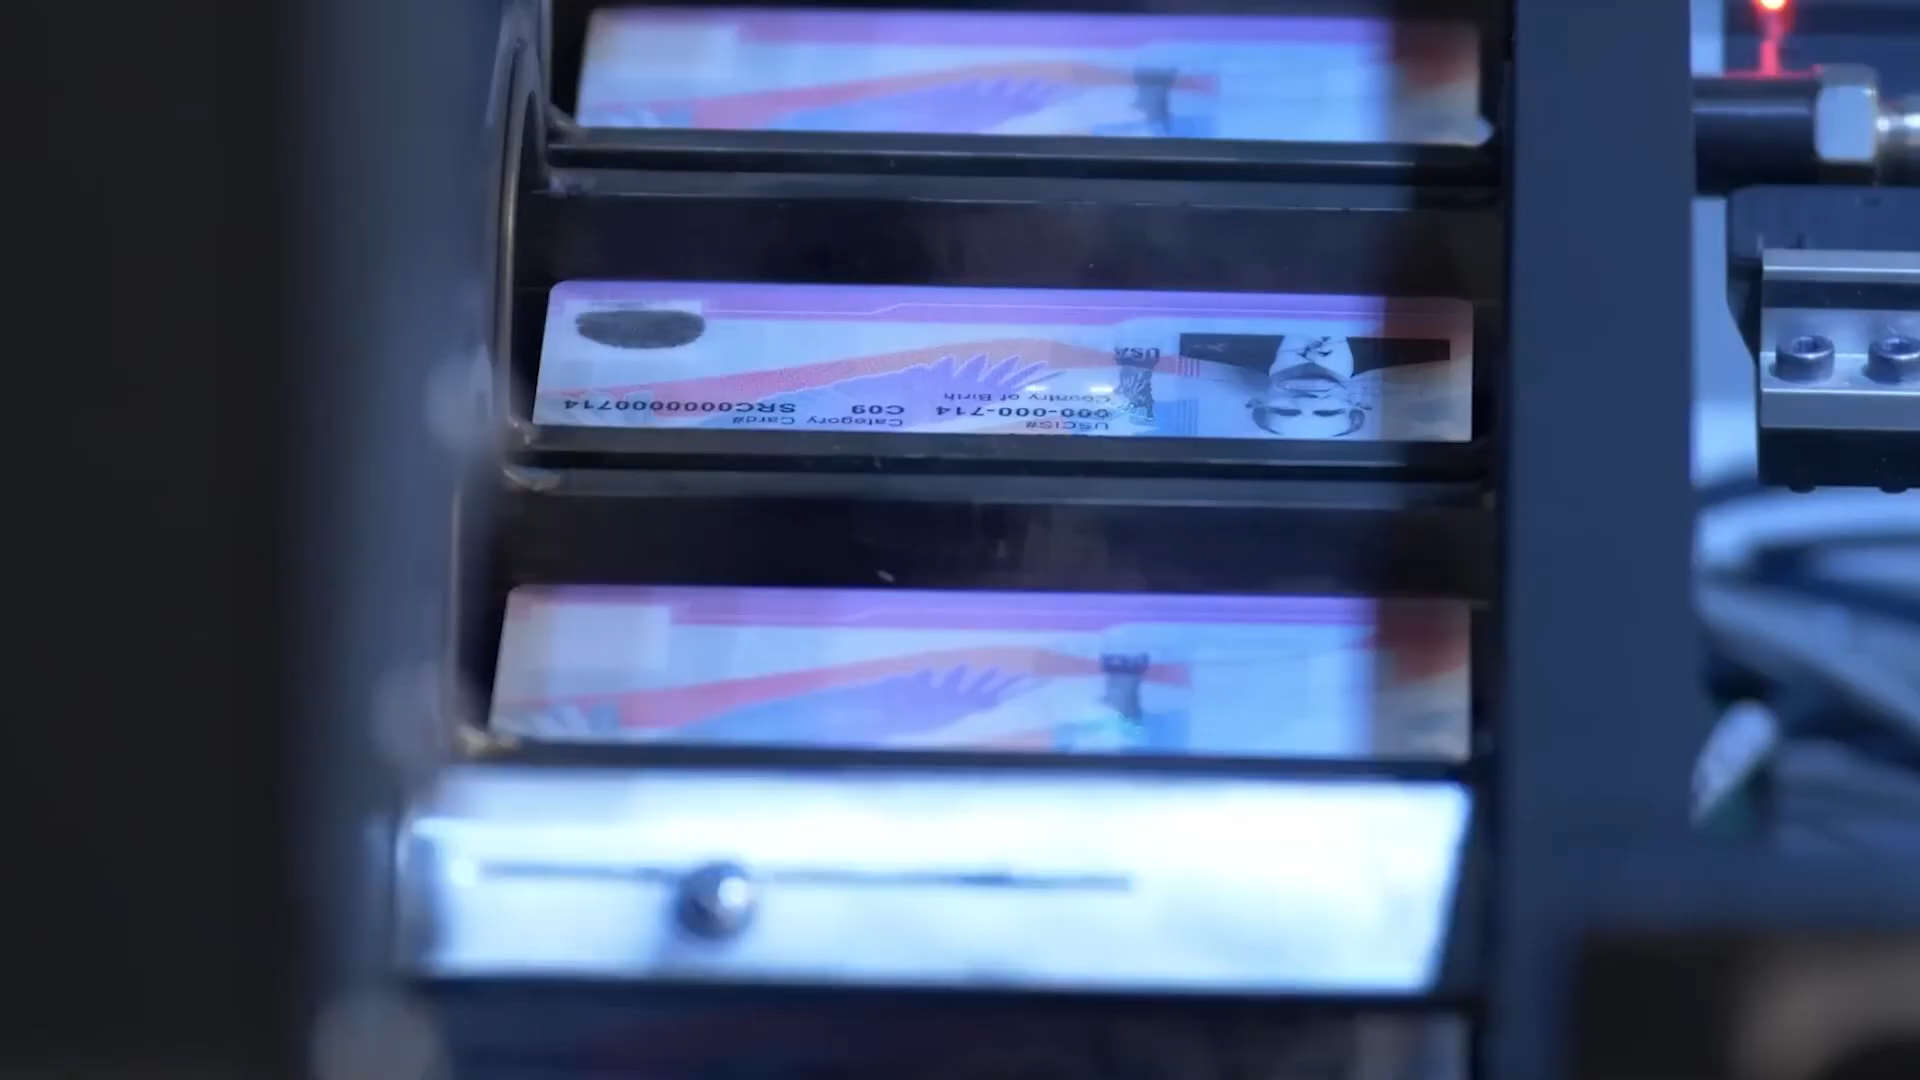 USCIS# Category Card#
000-000-714 C09 SRC0000000714
Country of Birth
USA